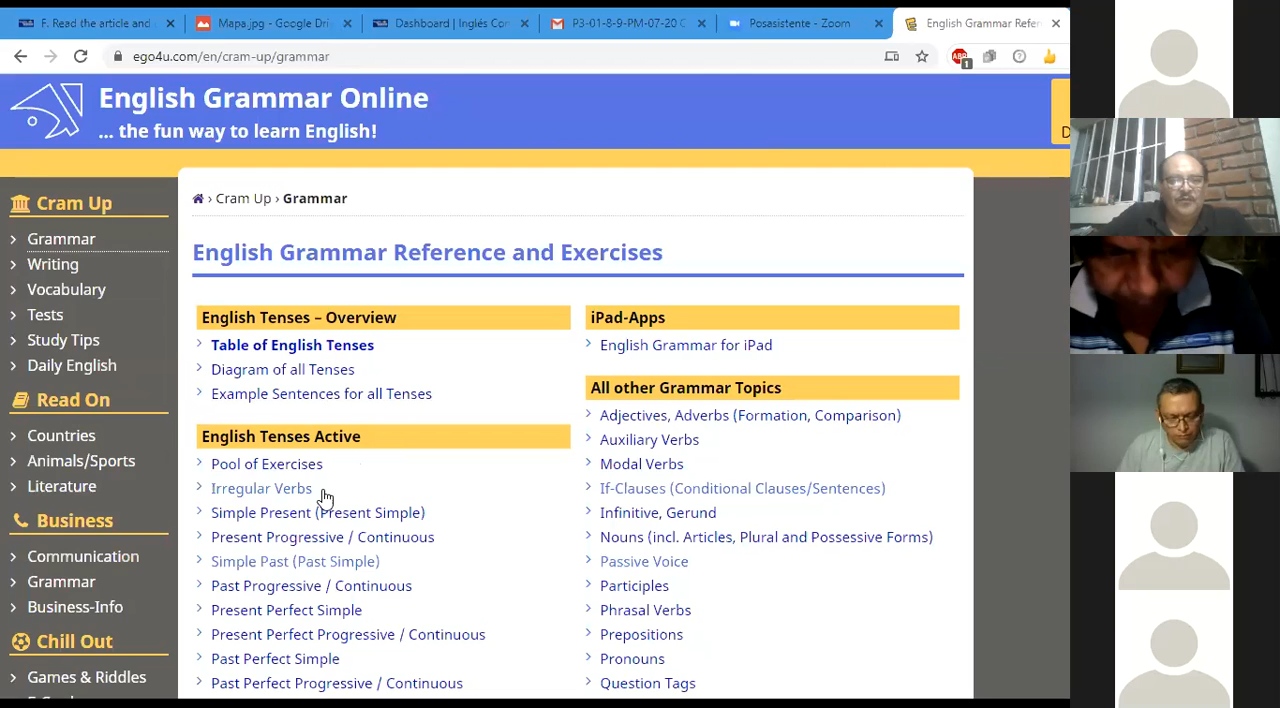 F. Read the article and
Mapa.jpg - Google Dri
Dashboard | Inglés Co
P3-01-8-9-PM-07-20 C
Posasistente - Zoom
English Grammar Refer
ego4u.com/en/cram-up/grammar
ABP
1
English Grammar Online
... the fun way to learn English!
D
Cram Up
Grammar
Writing
Vocabulary
Tests
Study Tips
Daily English
Read On
Countries
Animals/Sports
Literature
Business
Communication
Grammar
Business-Info
Chill Out
Games & Riddles
Cram Up › Grammar
English Grammar Reference and Exercises
English Tenses – Overview
Table of English Tenses
Diagram of all Tenses
Example Sentences for all Tenses
English Tenses Active
Pool of Exercises
Irregular Verbs
Simple Present (Present Simple)
Present Progressive / Continuous
Simple Past (Past Simple)
Past Progressive / Continuous
Present Perfect Simple
Present Perfect Progressive / Continuous
Past Perfect Simple
Past Perfect Progressive / Continuous
iPad-Apps
English Grammar for iPad
All other Grammar Topics
Adjectives, Adverbs (Formation, Comparison)
Auxiliary Verbs
Modal Verbs
If-Clauses (Conditional Clauses/Sentences)
Infinitive, Gerund
Nouns (incl. Articles, Plural and Possessive Forms)
Passive Voice
Participles
Phrasal Verbs
Prepositions
Pronouns
Question Tags